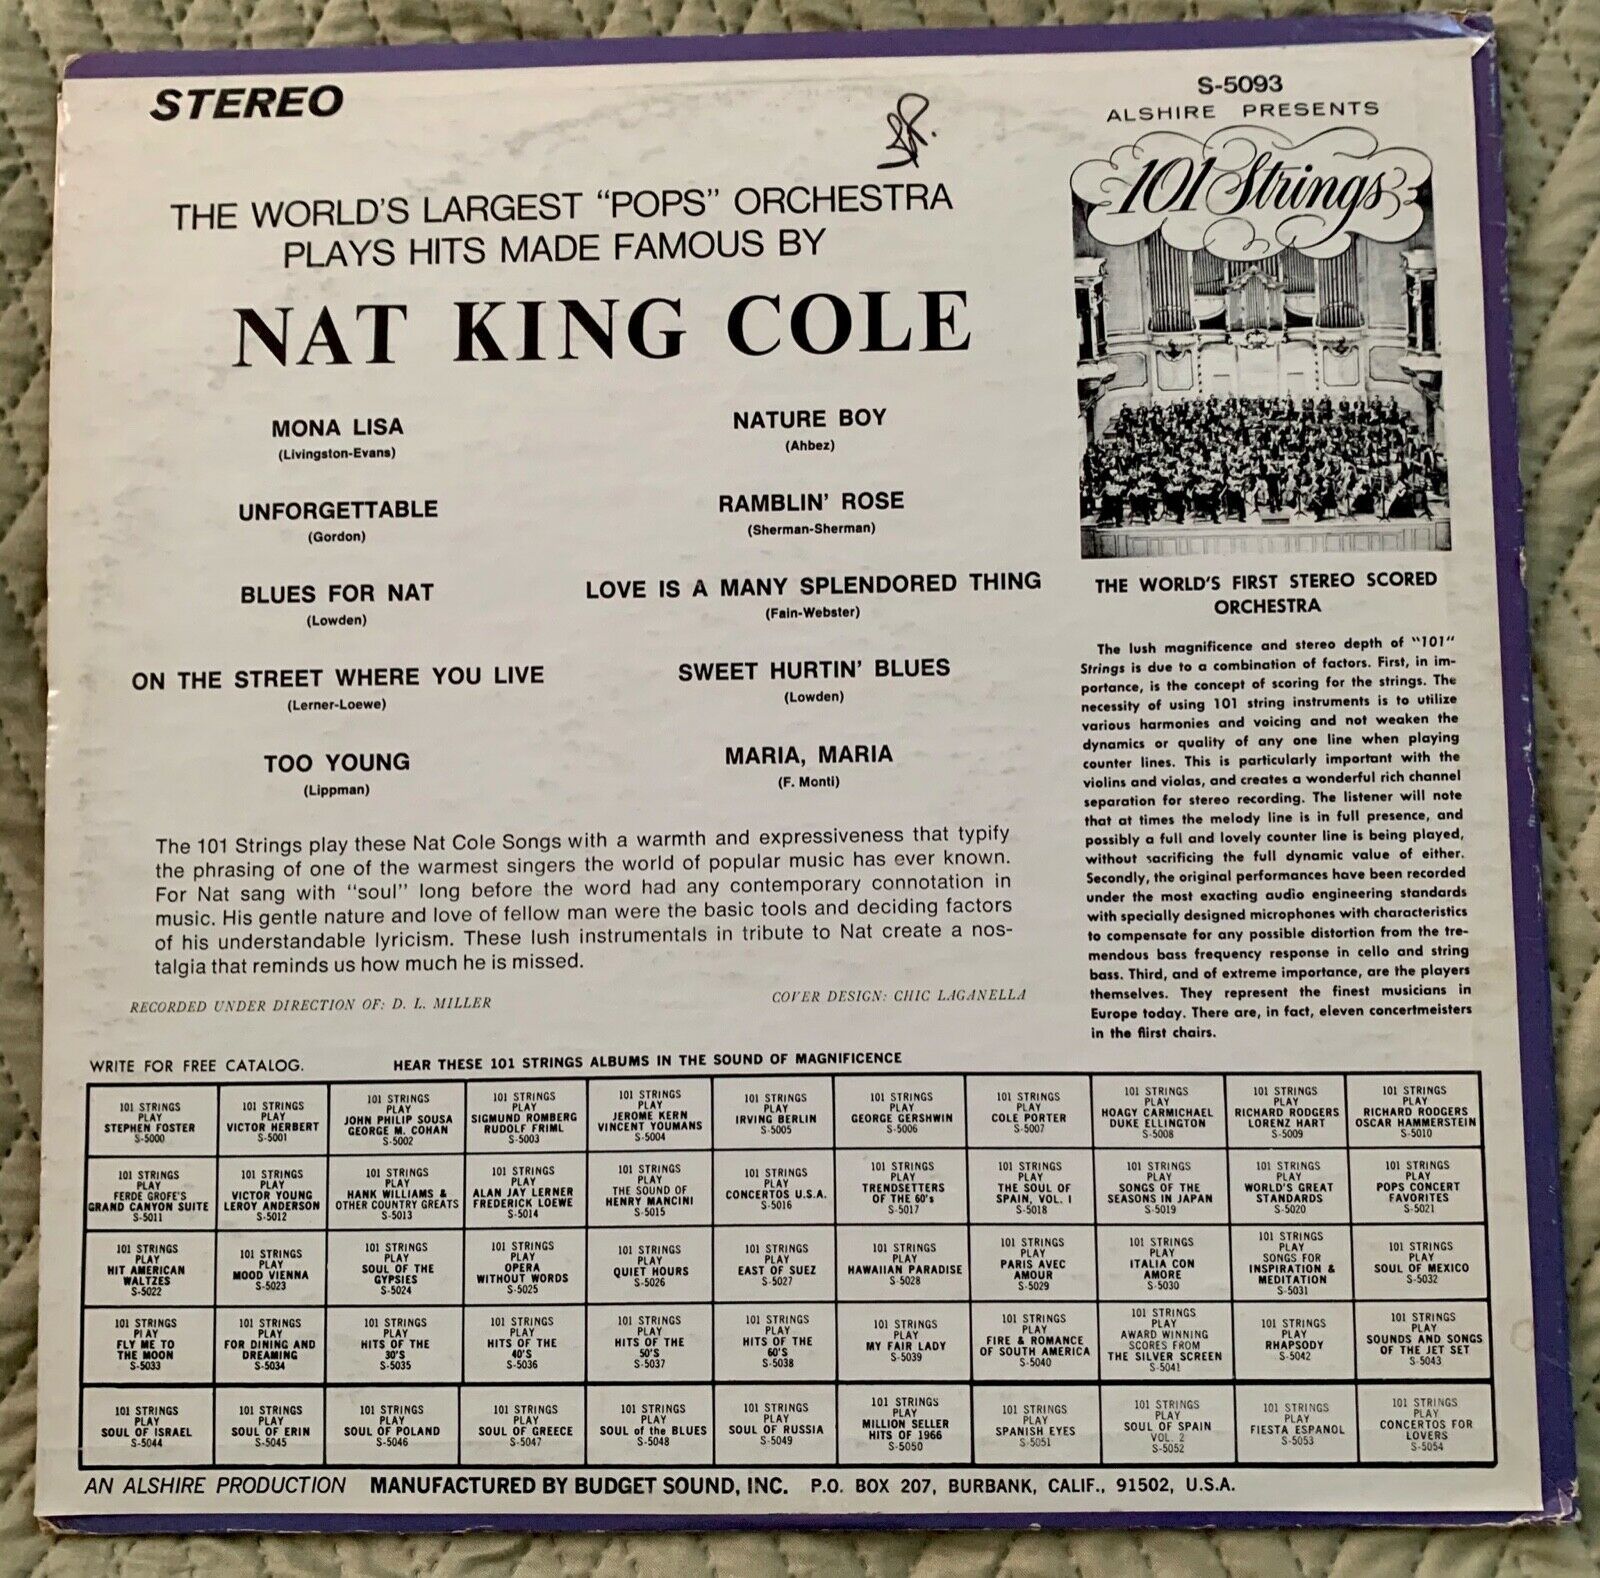 STEREO
THE WORLD'S LARGEST "POPS" ORCHESTRA
PLAYS HITS MADE FAMOUS BY
NAT KING COLE
MONA LISA
(Livingston-Evans)
UNFORGETTABLE
(Gordon)
BLUES FOR NAT
(Lowden)
ON THE STREET WHERE YOU LIVE
(Lerner-Loewe)
TOO YOUNG
(Lippman)
NATURE BOY
(Ahbez)
RAMBLIN' ROSE
(Sherman-Sherman)
LOVE IS A MANY SPLENDORED THING
(Fain-Webster)
SWEET HURTIN' BLUES
(Lowden)
MARIA, MARIA
(F. Monti)
The 101 Strings play these Nat Cole Songs with a warmth and expressiveness that typify
the phrasing of one of the warmest singers the world of popular music has ever known.
For Nat sang with "soul" long before the word had any contemporary connotation in
music. His gentle nature and love of fellow man were the basic tools and deciding factors
of his understandable lyricism. These lush instrumentals in tribute to Nat create a nos-
talgia that reminds us how much he is missed.
RECORDED UNDER DIRECTION OF: D. L. MILLER
COVER DESIGN: CHIC LAGANELLA
S-5093
ALSHIRE PRESENTS
101 Strings
THE WORLD'S FIRST STEREO SCORED
ORCHESTRA
The lush magnificence and stereo depth of "101"
Strings is due to a combination of factors. First, in im-
portance, is the concept of scoring for the strings. The
necessity of using 101 string instruments is to utilize
various harmonies and voicing and not weaken the
dynamics or quality of any one line when playing
counter lines. This is particularly important with the
violins and violas, and creates a wonderful rich channel
separation for stereo recording. The listener will note
that at times the melody line is in full presence, and
possibly a full and lovely counter line is being played,
without sacrificing the full dynamic value of either.
Secondly, the original performances have been recorded
under the most exacting audio engineering standards
with specially designed microphones with characteristics
to compensate for any possible distortion from the tre-
mendous bass frequency response in cello and string
bass. Third, and of extreme importance, are the players
themselves. They represent the finest musicians in
Europe today. There are, in fact, eleven concertmeisters
in the flirst chairs.
WRITE FOR FREE CATALOG.
HEAR THESE 101 STRINGS ALBUMS IN THE SOUND OF MAGNIFICENCE
101 STRINGS
PLAY
STEPHEN FOSTER
S-5000
101 STRINGS
PLAY
VICTOR HERBERT
S-5001
101 STRINGS
PLAY
JOHN PHILIP SOUSA
GEORGE M. COHAN
S-5002
101 STRINGS
PLAY
SIGMUND ROMBERG
RUDOLF FRIML
S-5003
101 STRINGS
PLAY
JEROME KERN
VINCENT YOUMANS
S-5004
101 STRINGS
PLAY
IRVING BERLIN
S-5005
101 STRINGS
PLAY
GEORGE GERSHWIN
S-5006
101 STRINGS
PLAY
COLE PORTER
S-5007
101 STRINGS
PLAY
HOAGY CARMICHAEL
DUKE ELLINGTON
S-5008
101 STRINGS
PLAY
RICHARD RODGERS
LORENZ HART
S-5009
101 STRINGS
PLAY
RICHARD RODGERS
OSCAR HAMMERSTEIN
S-5010
101 STRINGS
PLAY
FERDE GROFE'S
GRAND CANYON SUITE
S-5011
101 STRINGS
PLAY
VICTOR YOUNG
LEROY ANDERSON
S-5012
101 STRINGS
PLAY
HANK WILLIAMS &
OTHER COUNTRY GREATS
S-5013
101 STRINGS
PLAY
ALAN JAY LERNER
FREDERICK LOEWE
S-5014
101 STRINGS
PLAY
THE SOUND OF
HENRY MANCINI
S-5015
101 STRINGS
PLAY
CONCERTOS U.S.A.
S-5016
101 STRINGS
PLAY
TRENDSETTERS
OF THE 60's
S-5017
101 STRINGS
PLAY
THE SOUL OF
SPAIN, VOL. I
S-5018
101 STRINGS
PLAY
SONGS OF THE
SEASONS IN JAPAN
S-5019
101 STRINGS
PLAY
WORLD'S GREAT
STANDARDS
S-5020
101 STRINGS
PLAY
POPS CONCERT
FAVORITES
S-5021
101 STRINGS
PLAY
HIT AMERICAN
WALTZES
S-5022
101 STRINGS
PLAY
MOOD VIENNA
S-5023
101 STRINGS
PLAY
SOUL OF THE
GYPSIES
S-5024
101 STRINGS
PLAY
OPERA
WITHOUT WORDS
S-5025
101 STRINGS
PLAY
QUIET HOURS
S-5026
101 STRINGS
PLAY
EAST OF SUEZ
S-5027
101 STRINGS
PLAY
HAWAIIAN PARADISE
S-5028
101 STRINGS
PLAY
PARIS AVEC
AMOUR
S-5029
101 STRINGS
PLAY
ITALIA CON
AMORE
S-5030
101 STRINGS
PLAY
SONGS FOR
INSPIRATION &
MEDITATION
S-5031
101 STRINGS
PLAY
SOUL OF MEXICO
S-5032
101 STRINGS
PLAY
FLY ME TO
THE MOON
S-5033
101 STRINGS
PLAY
FOR DINING AND
DREAMING
S-5034
101 STRINGS
PLAY
HITS OF THE
30'S
S-5035
101 STRINGS
PLAY
HITS OF THE
40'S
S-5036
101 STRINGS
PLAY
HITS OF THE
50'S
S-5037
101 STRINGS
PLAY
HITS OF THE
60'S
S-5038
101 STRINGS
PLAY
MY FAIR LADY
S-5039
101 STRINGS
PLAY
FIRE & ROMANCE
OF SOUTH AMERICA
S-5040
101 STRINGS
PLAY
AWARD WINNING
SCORES FROM
THE SILVER SCREEN
S-5041
101 STRINGS
PLAY
RHAPSODY
S-5042
101 STRINGS
PLAY
SOUNDS AND SONGS
OF THE JET SET
S-5043
101 STRINGS
PLAY
SOUL OF ISRAEL
S-5044
101 STRINGS
PLAY
SOUL OF ERIN
S-5045
101 STRINGS
PLAY
SOUL OF POLAND
S-5046
101 STRINGS
PLAY
SOUL OF GREECE
S-5047
101 STRINGS
PLAY
SOUL of the BLUES
S-5048
101 STRINGS
PLAY
SOUL OF RUSSIA
S-5049
101 STRINGS
PLAY
MILLION SELLER
HITS OF 1966
S-5050
101 STRINGS
PLAY
SPANISH EYES
S-5051
101 STRINGS
PLAY
SOUL OF SPAIN
VOL. 2
S-5052
101 STRINGS
PLAY
FIESTA ESPANOL
S-5053
101 STRINGS
PLAY
CONCERTOS FOR
LOVERS
S-5054
AN ALSHIRE PRODUCTION MANUFACTURED BY BUDGET SOUND, INC. P.O. BOX 207, BURBANK, CALIF., 91502, U.S.A.